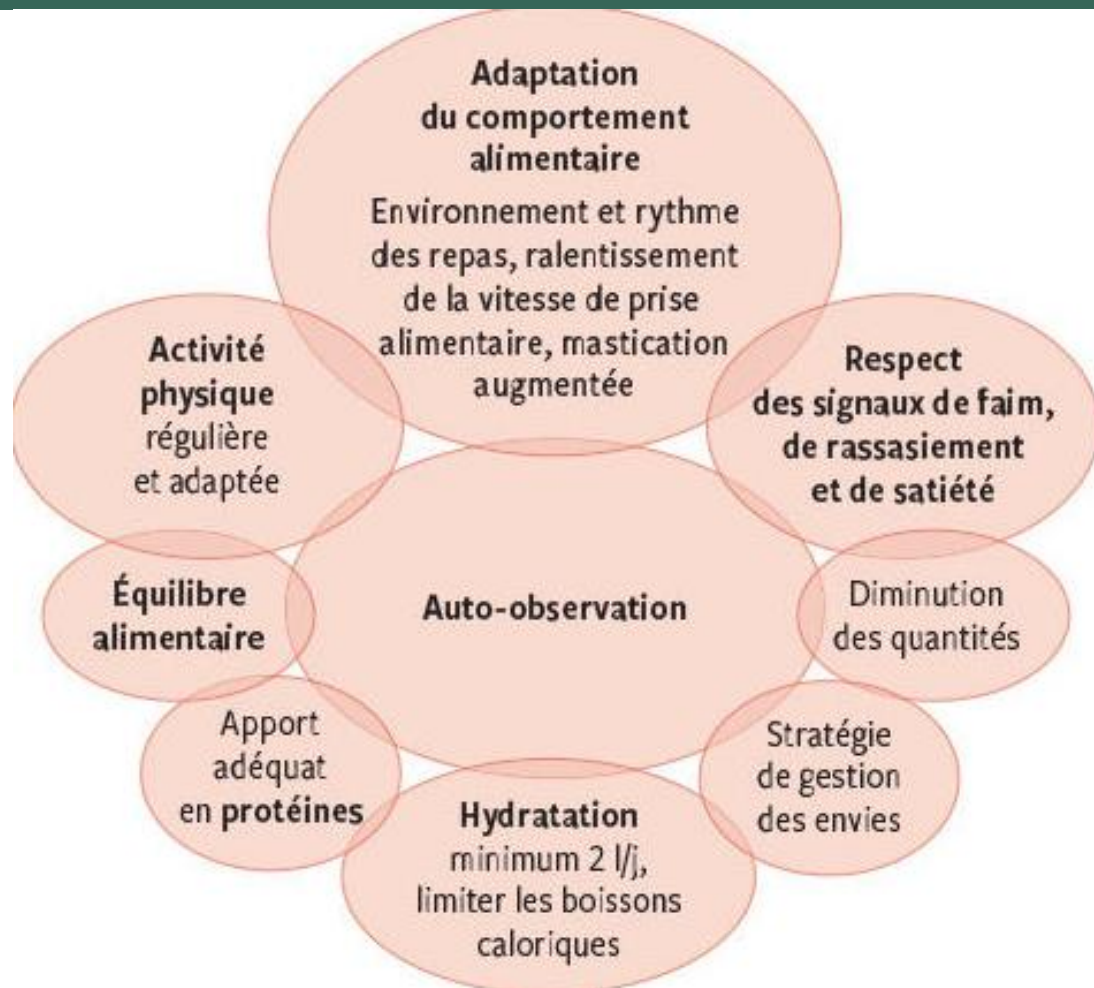 Adaptation
du comportement
alimentaire
Environnement et rythme
des repas, ralentissement
de la vitesse de prise
alimentaire, mastication
augmentée
Activité
physique
régulière
et adaptée
Respect
des signaux de faim,
de rassasiement
et de satiété
Équilibre
alimentaire
Auto-observation
Diminution
des quantités
Apport
adéquat
en protéines
Hydratation
minimum 2 l/j,
limiter les boissons
caloriques
Stratégie
de gestion
des envies